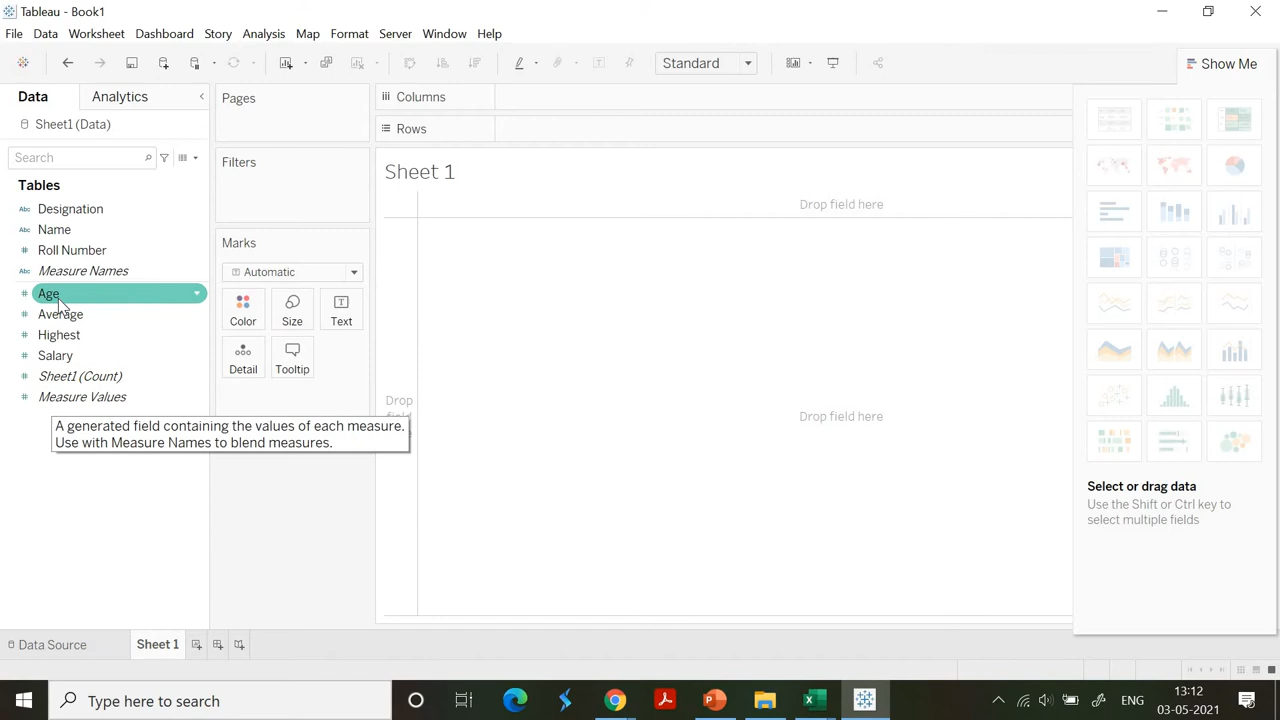 Tableau - Book1
File Data Worksheet Dashboard Story Analysis Map Format Server Window Help
Standard
Show Me
Data Analytics
Pages
Columns
Sheet1 (Data)
Rows
Search
Filters
Sheet 1
Tables
Abc Designation
Drop field here
Abc Name
# Roll Number
Marks
Abc Measure Names
T Automatic
# Age
# Average
Color Size Text
# Highest
# Salary
Detail Tooltip
# Sheet1 (Count)
# Measure Values
Drop
field
Drop field here
A generated field containing the values of each measure.
Use with Measure Names to blend measures.
Select or drag data
Use the Shift or Ctrl key to
select multiple fields
Data Source Sheet 1
Type here to search
ENG
13:12
03-05-2021